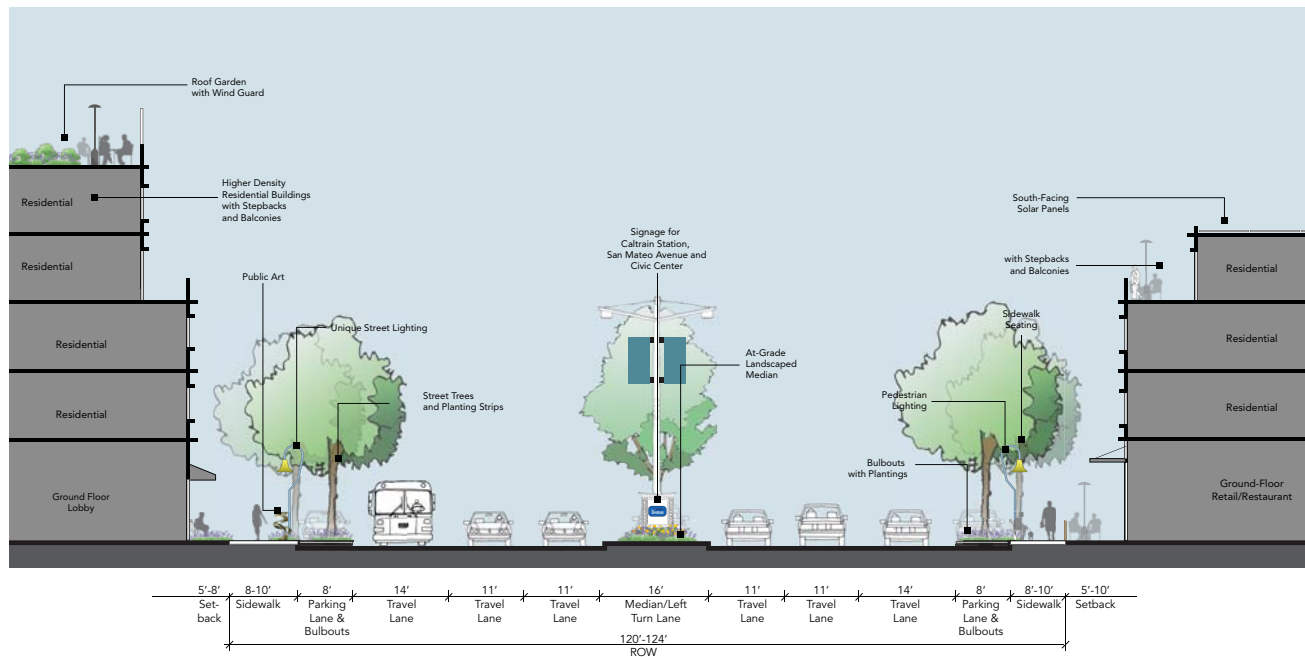 Roof Garden
with Wind Guard
Residential
Higher Density
Residential Buildings
with Stepbacks
and Balconies
South-Facing
Solar Panels
Residential
Signage for
Caltrain Station,
San Mateo Avenue and
Civic Center
with Stepbacks
and Balconies
Residential
Public Art
Residential
Unique Street Lighting
Sidewalk
Seating
Residential
At-Grade
Landscaped
Median
Residential
Street Trees
and Planting Strips
Pedestrian
Lighting
Residential
Bulbouts
with Plantings
Ground Floor
Lobby
Ground-Floor
Retail/Restaurant
5'-8' 8-10' 8' 14' 11' 11' 16' 11' 11' 14' 8' 8'-10' 5'-10'
Set- Sidewalk Parking Travel Travel Travel Median/Left Travel Travel Travel Parking Sidewalk Setback
back Lane & Lane Lane Lane Turn Lane Lane Lane Lane Lane &
Bulbouts Bulbouts
120'-124'
ROW